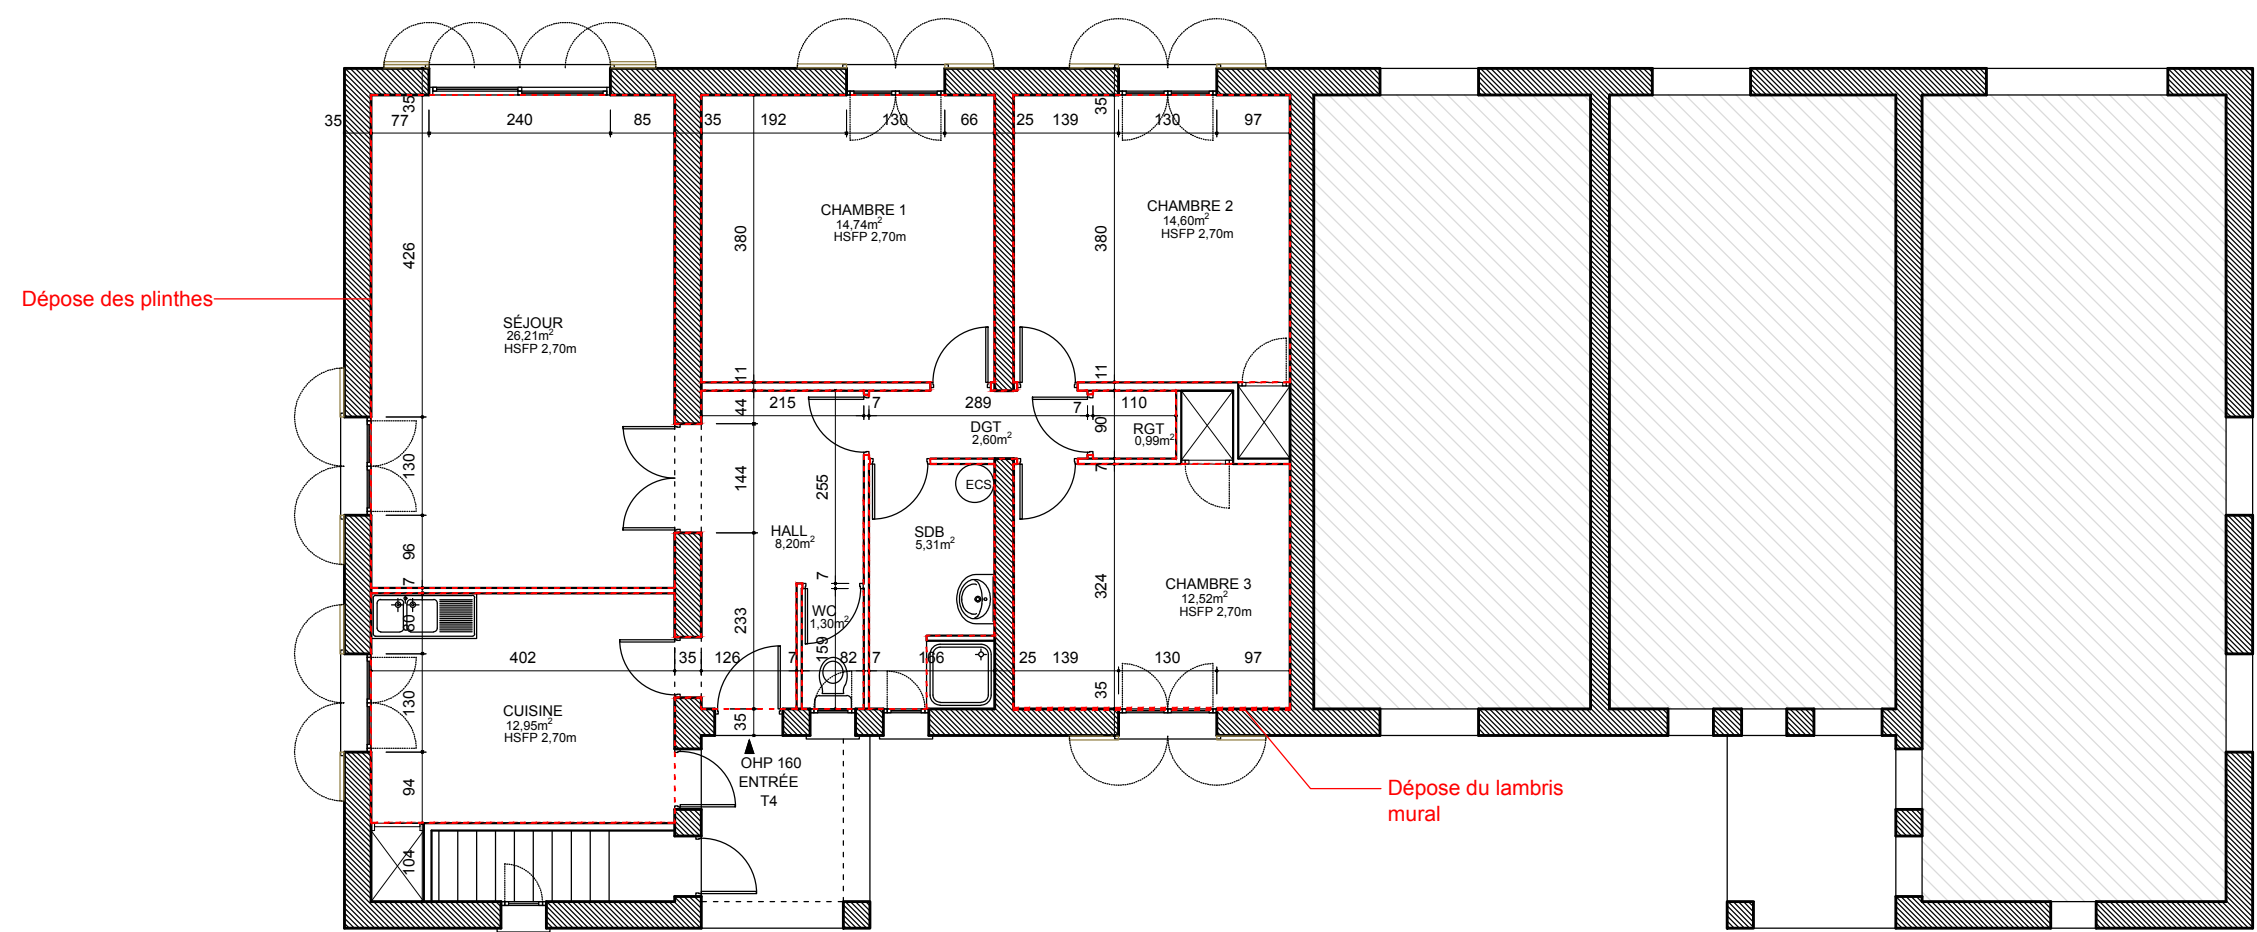 35
77
35
240
85
35
192
130
66
25
139
35
130
97
426
380
380
CHAMBRE 1
14,74m²
HSFP 2,70m
CHAMBRE 2
14,60m²
HSFP 2,70m
Dépose des plinthes
SÉJOUR
26,21m²
HSFP 2,70m
11
11
44
215
7
289
7
110
90
DGT
2,60m²
RGT
0,99m²
130
144
255
7
ECS
96
HALL
8,20m²
SDB
5,31m²
7
7
324
CHAMBRE 3
12,52m²
HSFP 2,70m
80
233
WC
1,30m²
159
402
35
126
7
82
7
166
25
139
130
97
130
35
35
CUISINE
12,95m²
HSFP 2,70m
94
OHP 160
ENTRÉE
T4
Dépose du lambris
mural
104